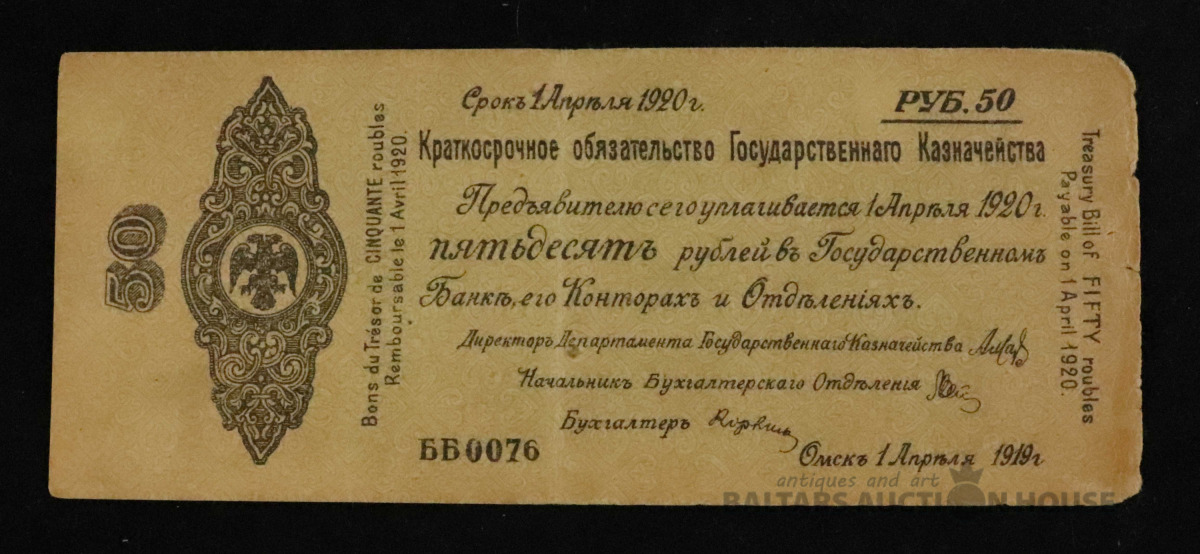 50
Bons du Trésor de CINQUANTE roubles
Remboursable le 1 Avril 1920.
Срокъ 1 Апрѣля 1920 г.
РУБ. 50
Краткосрочное обязательство Государственнаго Казначейства
Предъявителю сего уплачивается 1 Апрѣля 1920 г.
пятьдесятъ рублей въ Государственномъ
Банкѣ, его Конторахъ и Отдѣленіяхъ.
Директоръ Департамента Государственнаго Казначейства
Начальникъ Бухгалтерскаго Отдѣленія
Бухгалтеръ
ББ0076
Омскъ 1 Апрѣля 1919 г
Treasury Bill of FIFTY roubles
Payable on 1 April 1920.
antiques and art
BALTARS AUCTION HOUSE